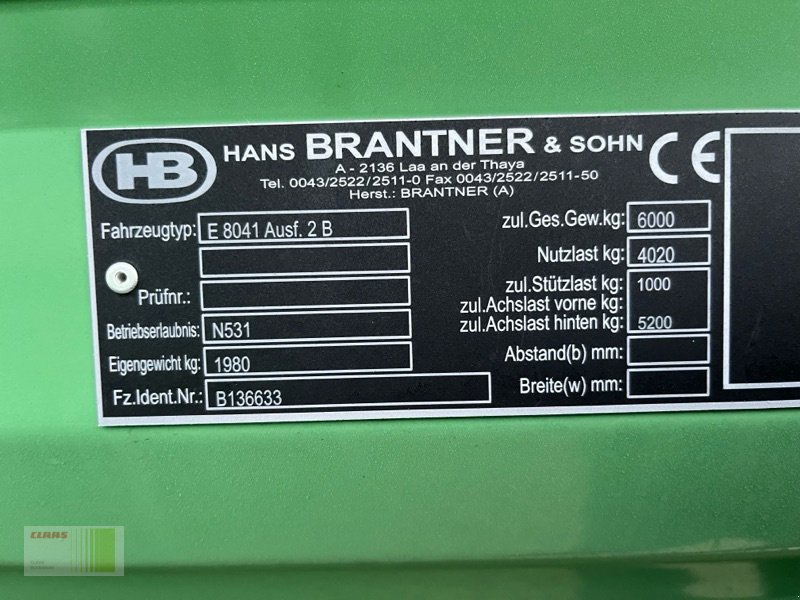 HB HANS BRANTNER & SOHN CE
A - 2136 Laa an der Thaya
Tel. 0043/2522/2511-0 Fax 0043/2522/2511-50
Herst.: BRANTNER (A)
Fahrzeugtyp: E 8041 Ausf. 2 B
Prüfnr.:
Betriebserlaubnis: N531
Eigengewicht kg: 1980
Fz.Ident.Nr.: B136633
zul.Ges.Gew.kg: 6000
Nutzlast kg: 4020
zul.Stützlast kg: 1000
zul.Achslast vorne kg:
zul.Achslast hinten kg: 5200
Abstand(b) mm:
Breite(w) mm:
CLAAS